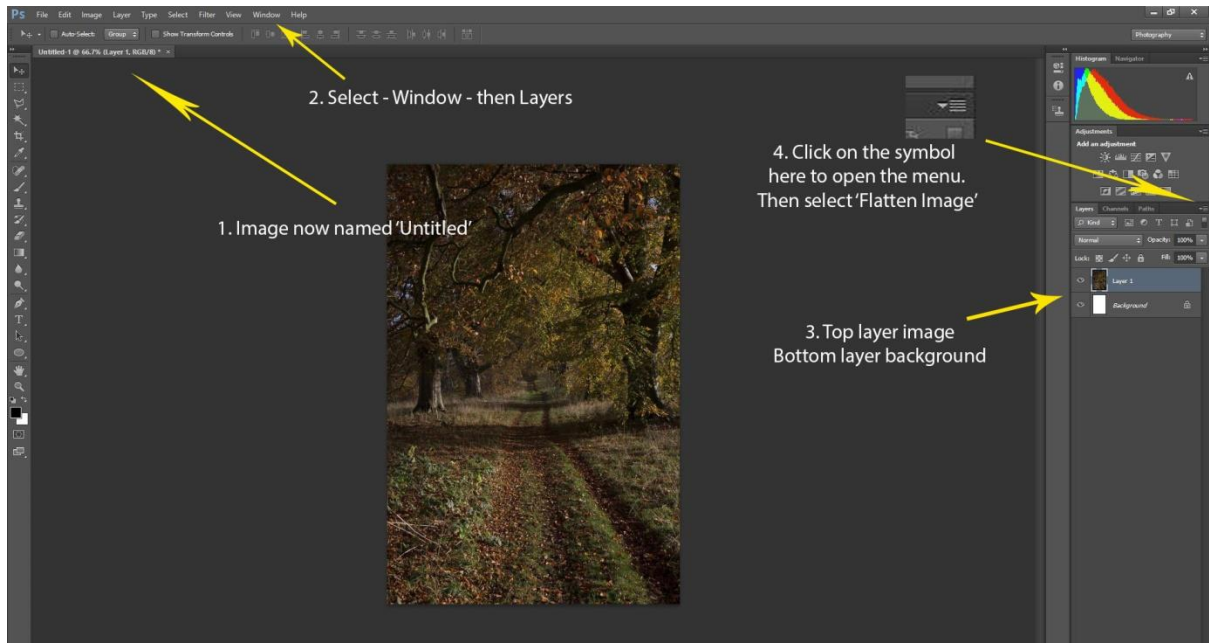 Ps File Edit Image Layer Type Select Filter View Window Help
Auto-Select: Group Show Transform Controls
Photography
Untitled-1 @ 66.7% (Layer 1, RGB/8) *
Histogram Navigator
2. Select - Window - then Layers
Adjustments
Add an adjustment
4. Click on the symbol
here to open the menu.
Then select 'Flatten Image'
1. Image now named 'Untitled'
Layers Channels Paths
Kind
Normal Opacity: 100%
Lock: Fill: 100%
Layer 1
Background
3. Top layer image
Bottom layer background